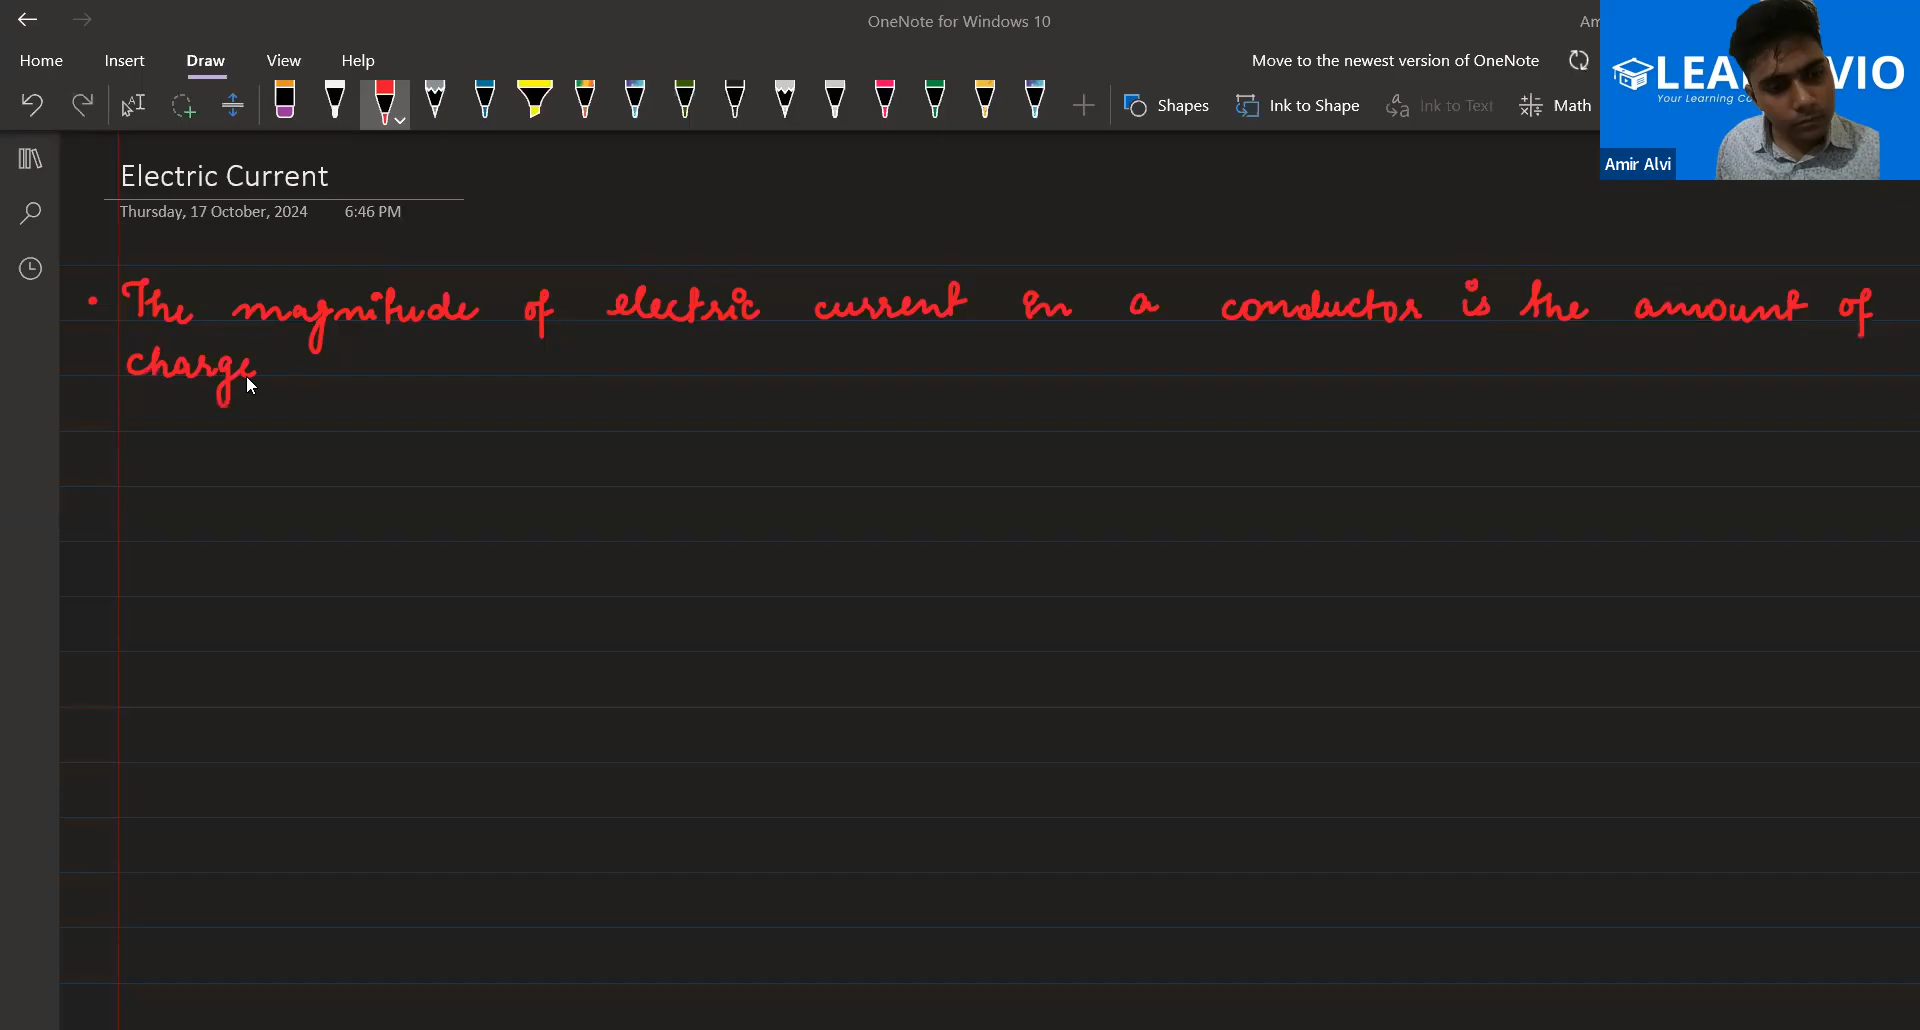 OneNote for Windows 10
Am
Home Insert Draw View Help
Move to the newest version of OneNote
Shapes Ink to Shape Ink to Text Math
LEA VIO
Your Learning Co
Amir Alvi
Electric Current
Thursday, 17 October, 2024 6:46 PM
• The magnitude of electric current in a conductor is the amount of
charge